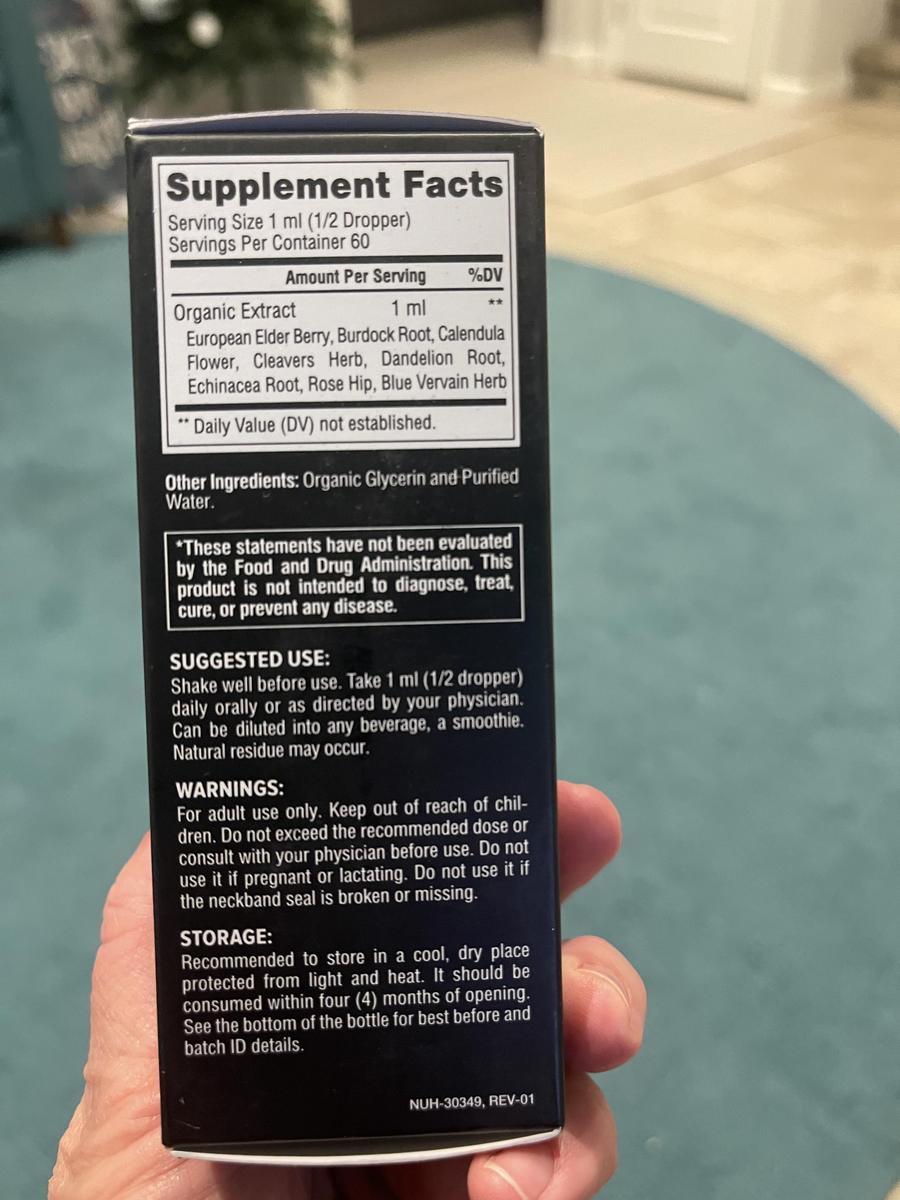 Supplement Facts
Serving Size 1 ml (1/2 Dropper)
Servings Per Container 60
Amount Per Serving %DV
Organic Extract 1 ml **
European Elder Berry, Burdock Root, Calendula
Flower, Cleavers Herb, Dandelion Root,
Echinacea Root, Rose Hip, Blue Vervain Herb
** Daily Value (DV) not established.
Other Ingredients: Organic Glycerin and Purified
Water.
*These statements have not been evaluated
by the Food and Drug Administration. This
product is not intended to diagnose, treat,
cure, or prevent any disease.
SUGGESTED USE:
Shake well before use. Take 1 ml (1/2 dropper)
daily orally or as directed by your physician.
Can be diluted into any beverage, a smoothie.
Natural residue may occur.
WARNINGS:
For adult use only. Keep out of reach of chil-
dren. Do not exceed the recommended dose or
consult with your physician before use. Do not
use it if pregnant or lactating. Do not use it if
the neckband seal is broken or missing.
STORAGE:
Recommended to store in a cool, dry place
protected from light and heat. It should be
consumed within four (4) months of opening.
See the bottom of the bottle for best before and
batch ID details.
NUH-30349, REV-01